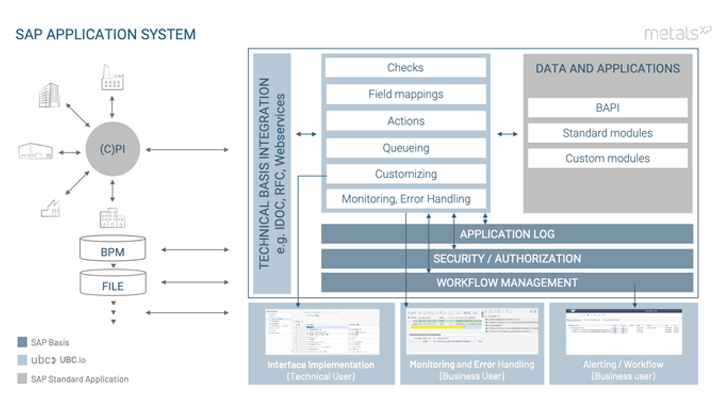 SAP APPLICATION SYSTEM
metalsXP
(C)PI
BPM
FILE
TECHNICAL BASIS INTEGRATION
e.g. IDOC, RFC, Webservices
Checks
Field mappings
Actions
Queueing
Customizing
Monitoring, Error Handling
DATA AND APPLICATIONS
BAPI
Standard modules
Custom modules
APPLICATION LOG
SECURITY / AUTHORIZATION
WORKFLOW MANAGEMENT
Interface Implementation
(Technical User)
Monitoring and Error Handling
(Business User)
Alerting / Workflow
(Business user)
SAP Basis
ubc UBC.io
SAP Standard Application